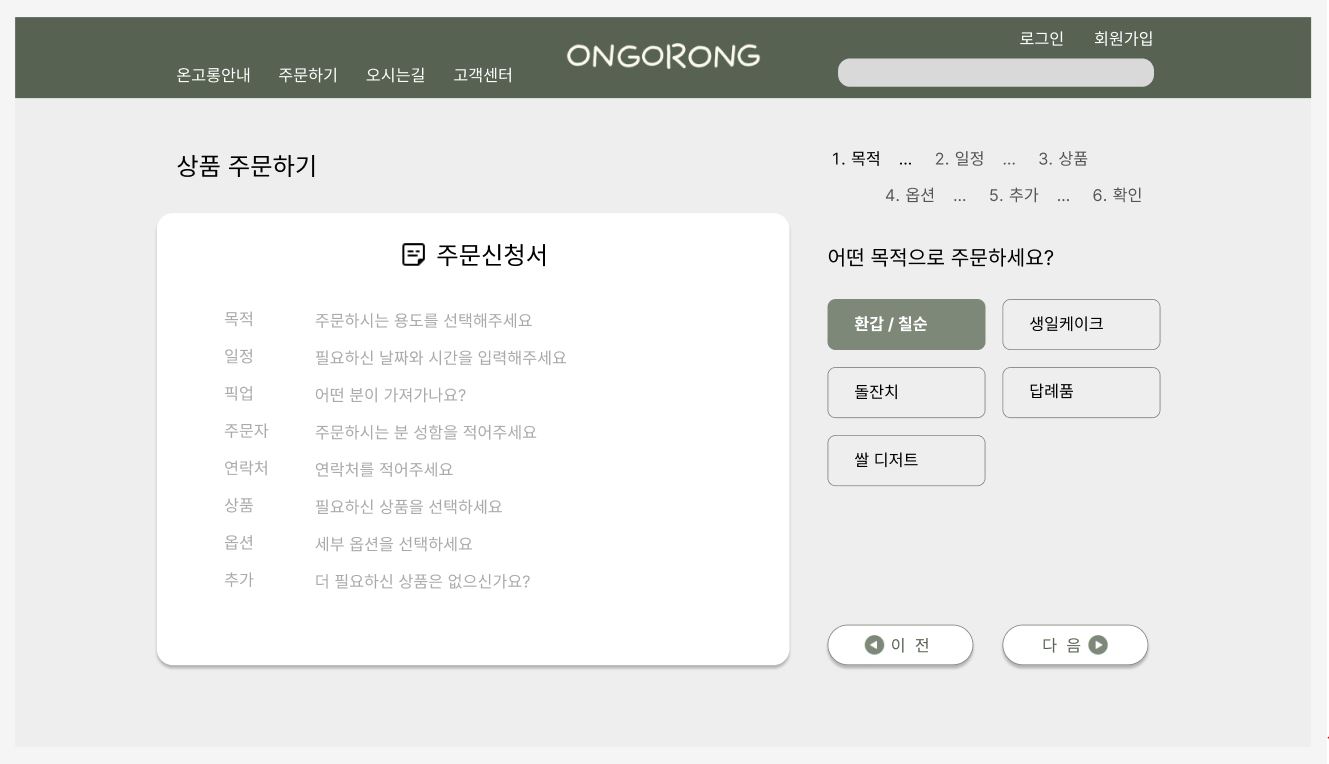 로그인 회원가입
ONGORONG
온고롱안내 주문하기 오시는길 고객센터
상품 주문하기
1. 목적 ... 2. 일정 ... 3. 상품
4. 옵션 ... 5. 추가 ... 6. 확인
주문신청서
목적 주문하시는 용도를 선택해주세요
일정 필요하신 날짜와 시간을 입력해주세요
픽업 어떤 분이 가져가나요?
주문자 주문하시는 분 성함을 적어주세요
연락처 연락처를 적어주세요
상품 필요하신 상품을 선택하세요
옵션 세부 옵션을 선택하세요
추가 더 필요하신 상품은 없으신가요?
어떤 목적으로 주문하세요?
환갑 / 칠순 생일케이크
돌잔치 답례품
쌀 디저트
이 전 다 음